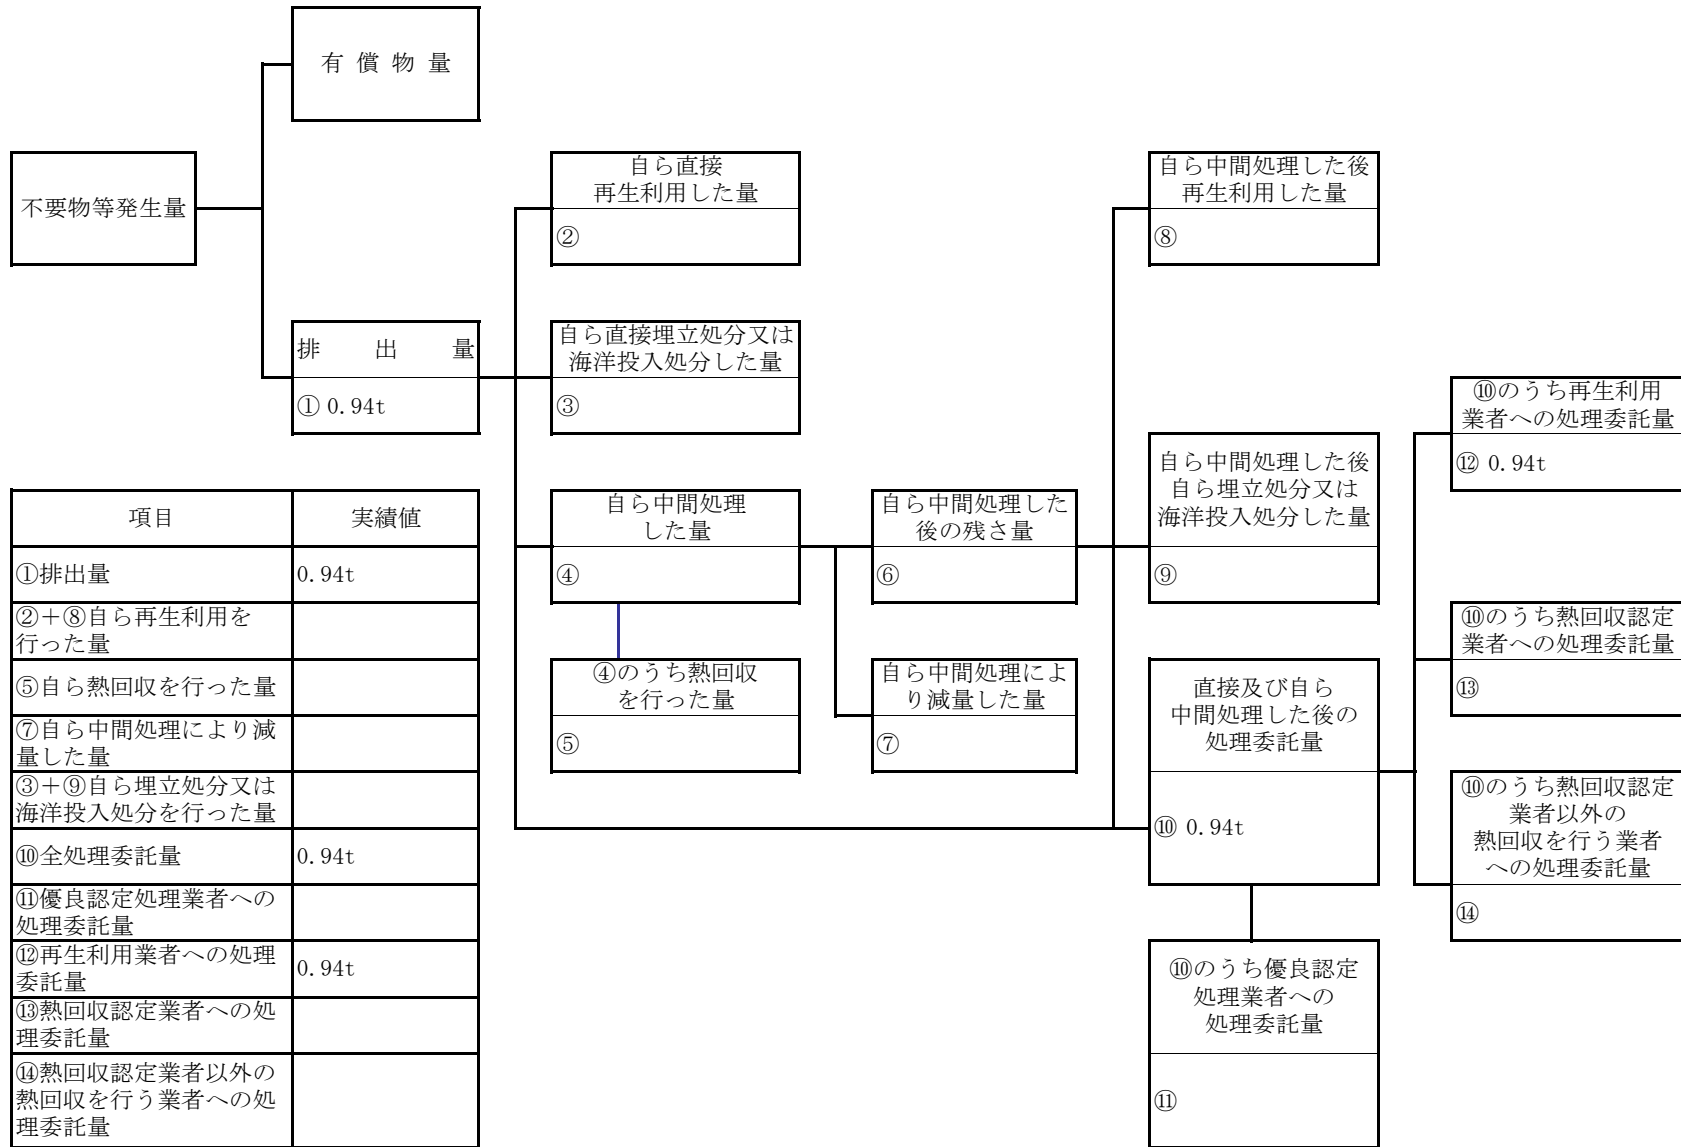 有償物量
不要物等発生量
自ら直接
再生利用した量
②
自ら中間処理した後
再生利用した量
⑧
排出量
① 0.94t
自ら直接埋立処分又は
海洋投入処分した量
③
⑩のうち再生利用
業者への処理委託量
⑫ 0.94t
自ら中間処理した後
自ら埋立処分又は
海洋投入処分した量
⑨
自ら中間処理
した量
④
自ら中間処理した
後の残さ量
⑥
⑩のうち熱回収認定
業者への処理委託量
⑬
④のうち熱回収
を行った量
⑤
自ら中間処理によ
り減量した量
⑦
直接及び自ら
中間処理した後の
処理委託量
⑩ 0.94t
⑩のうち熱回収認定
業者以外の
熱回収を行う業者
への処理委託量
⑭
⑩のうち優良認定
処理業者への
処理委託量
⑪
項目 実績値
①排出量 0.94t
②＋⑧自ら再生利用を
行った量
⑤自ら熱回収を行った量
⑦自ら中間処理により減
量した量
③＋⑨自ら埋立処分又は
海洋投入処分を行った量
⑩全処理委託量 0.94t
⑪優良認定処理業者への
処理委託量
⑫再生利用業者への処理
委託量 0.94t
⑬熱回収認定業者への処
理委託量
⑭熱回収認定業者以外の
熱回収を行う業者への処
理委託量